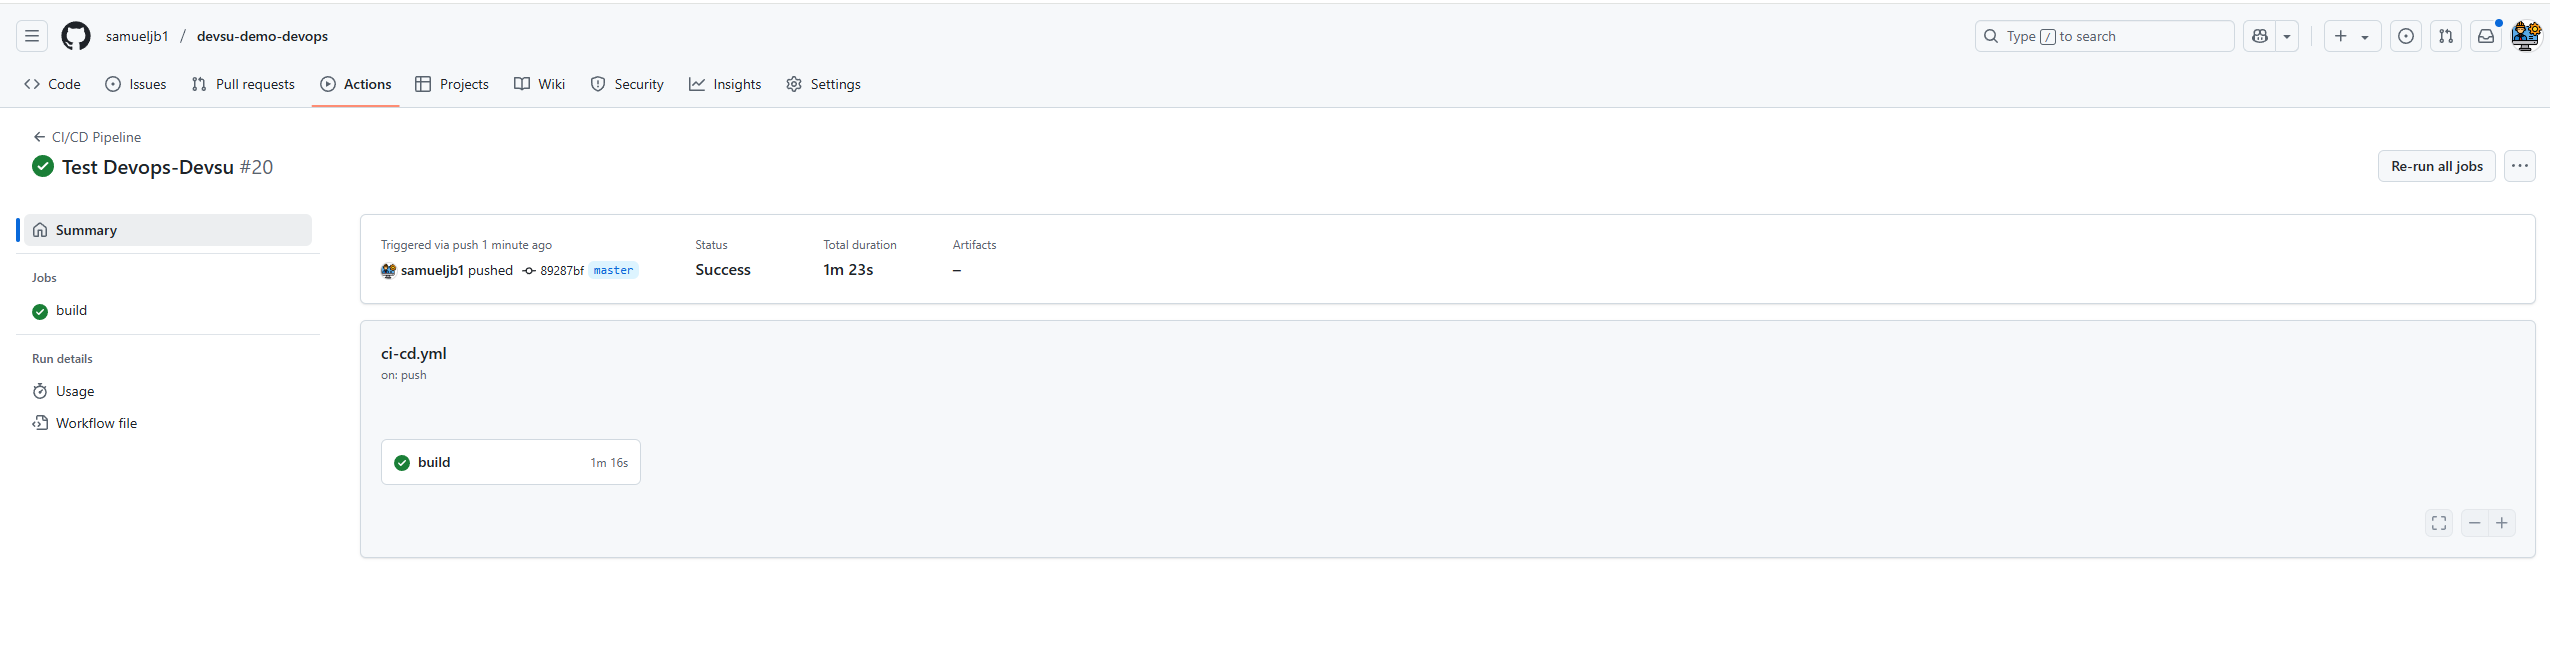 samueljb1 / devsu-demo-devops
Type / to search
Code Issues Pull requests Actions Projects Wiki Security Insights Settings
CI/CD Pipeline
Test Devops-Devsu #20
Re-run all jobs
Summary
Jobs
build
Run details
Usage
Workflow file
Triggered via push 1 minute ago
samueljb1 pushed 89287bf master
Status
Success
Total duration
1m 23s
Artifacts
–
ci-cd.yml
on: push
build 1m 16s